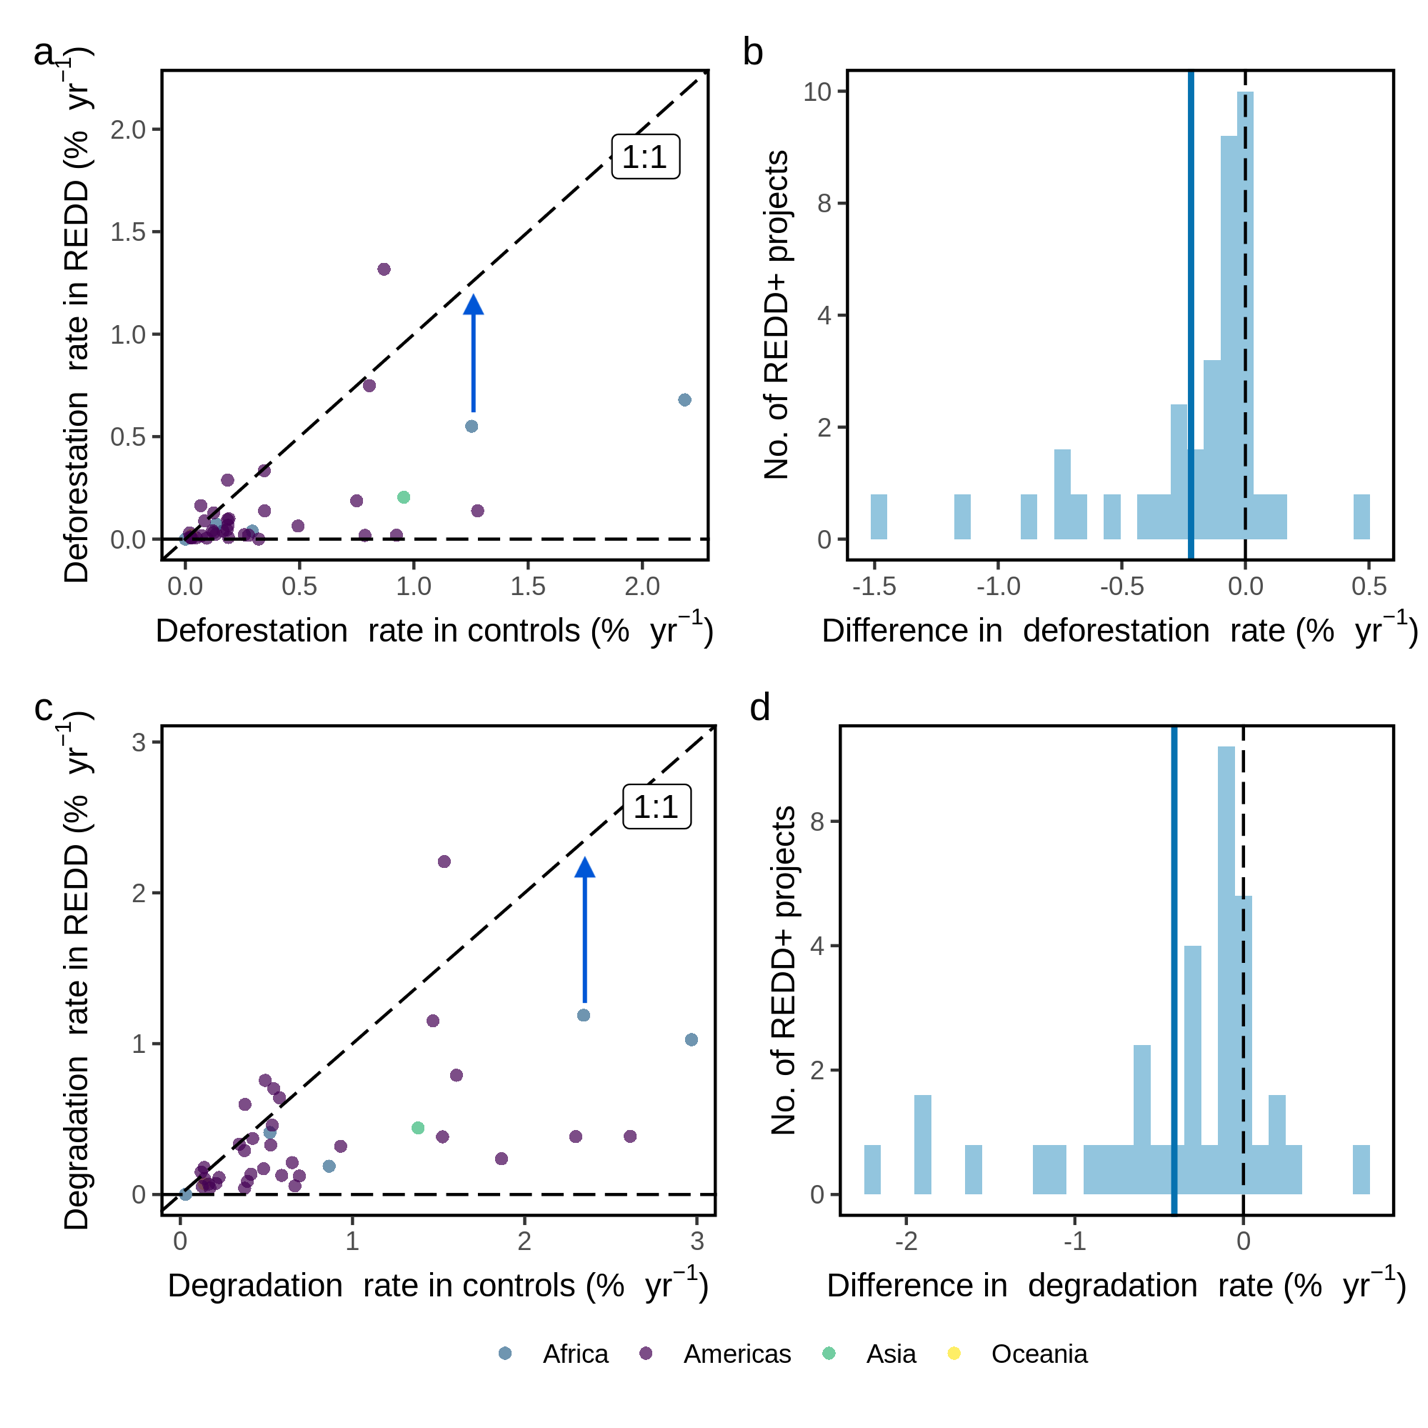 a
Deforestation rate in REDD (% yr⁻¹)
2.0
1.5
1.0
0.5
0.0
1:1
0.0 0.5 1.0 1.5 2.0
Deforestation rate in controls (% yr⁻¹)
b
No. of REDD+ projects
10
8
4
2
0
-1.5 -1.0 -0.5 0.0 0.5
Difference in deforestation rate (% yr⁻¹)
c
Degradation rate in REDD (% yr⁻¹)
3
2
1
0
1:1
0 1 2 3
Degradation rate in controls (% yr⁻¹)
d
No. of REDD+ projects
8
4
2
0
-2 -1 0
Difference in degradation rate (% yr⁻¹)
Africa Americas Asia Oceania